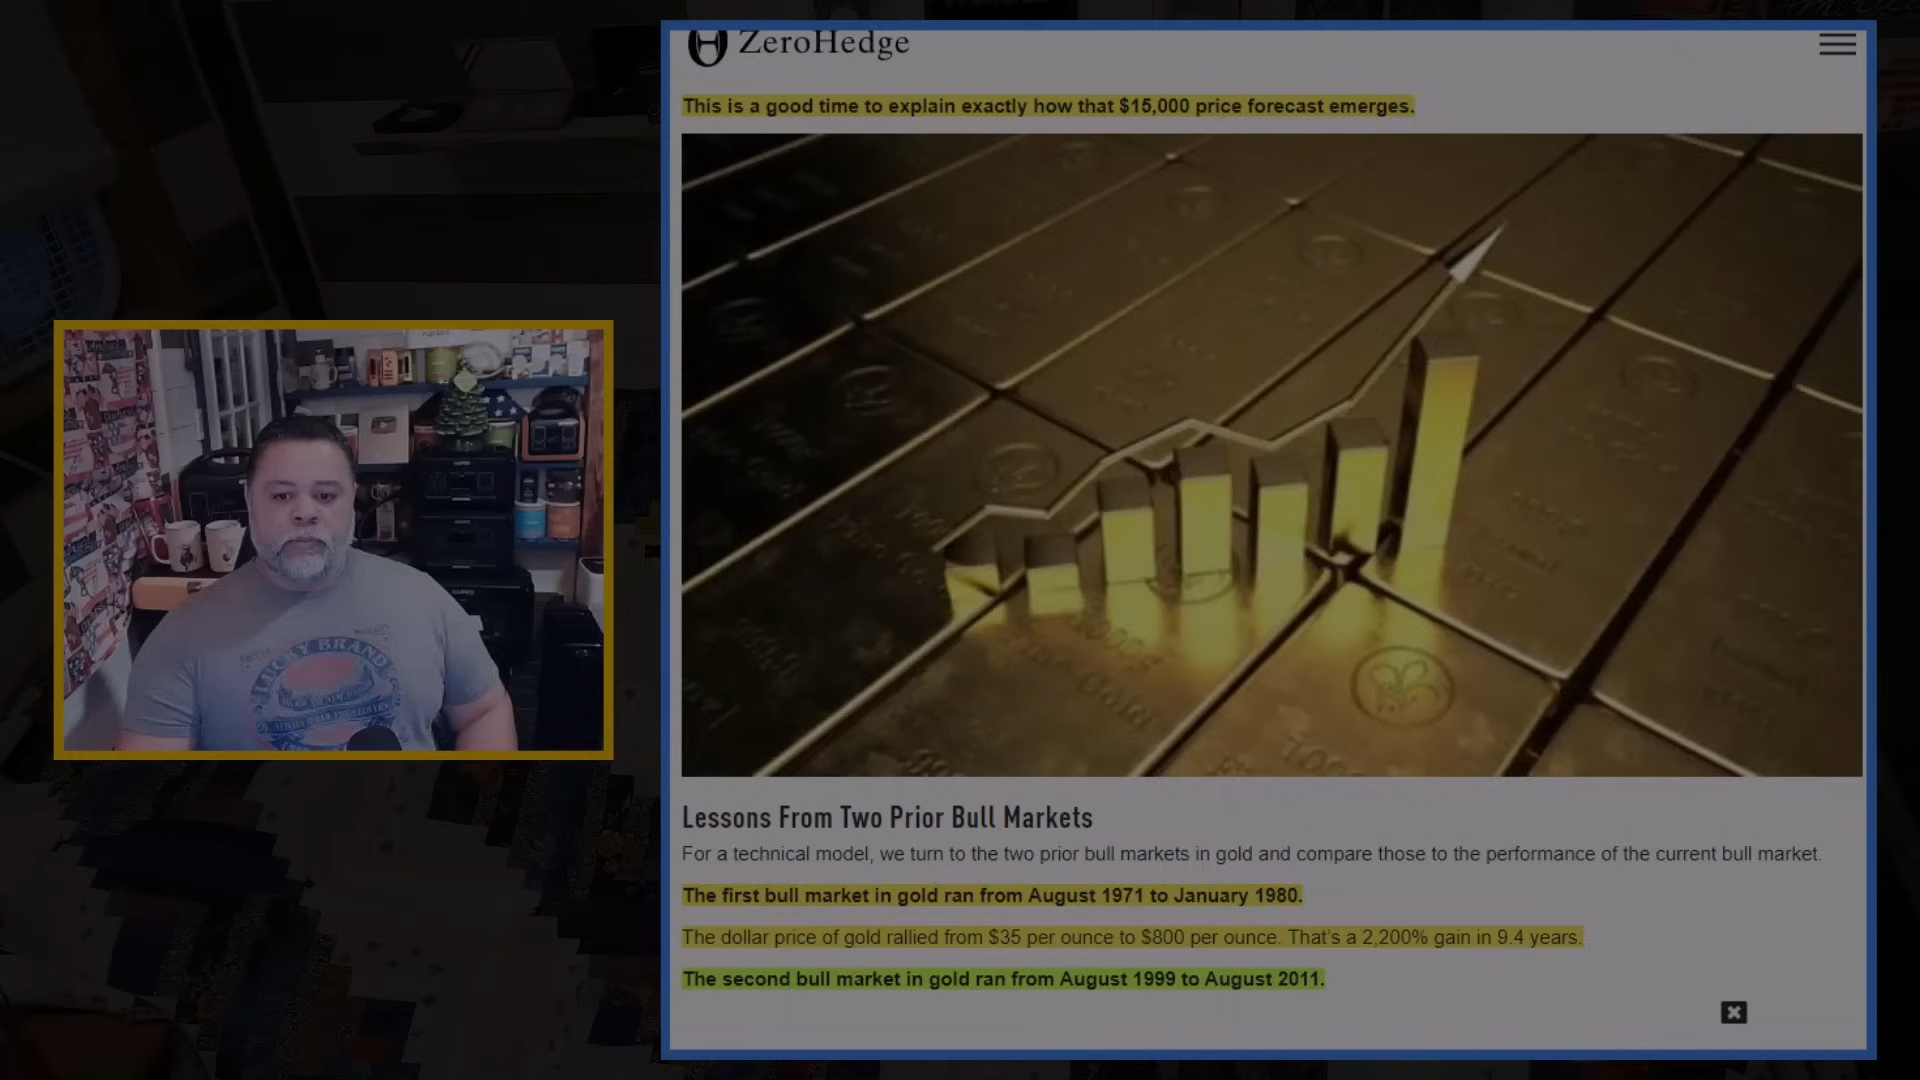 ZeroHedge
This is a good time to explain exactly how that $15,000 price forecast emerges.
LUCKY BRAND
Lessons From Two Prior Bull Markets
For a technical model, we turn to the two prior bull markets in gold and compare those to the performance of the current bull market.
The first bull market in gold ran from August 1971 to January 1980.
The dollar price of gold rallied from $35 per ounce to $800 per ounce. That's a 2,200% gain in 9.4 years.
The second bull market in gold ran from August 1999 to August 2011.